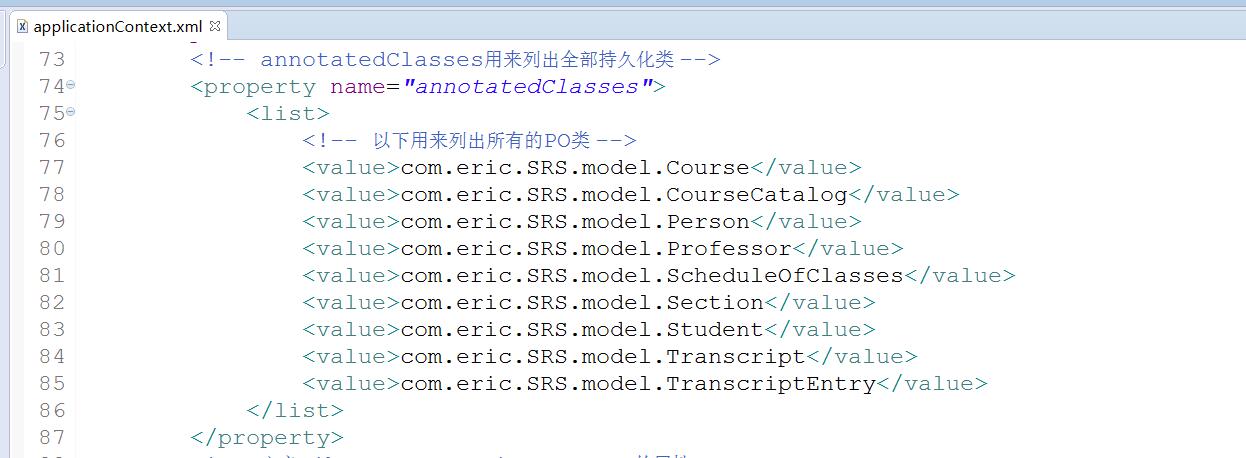 applicationContext.xml
73 <!-- annotatedClasses用来列出全部持久化类 -->
74 <property name="annotatedClasses">
75 <list>
76 <!-- 以下用来列出所有的PO类 -->
77 <value>com.eric.SRS.model.Course</value>
78 <value>com.eric.SRS.model.CourseCatalog</value>
79 <value>com.eric.SRS.model.Person</value>
80 <value>com.eric.SRS.model.Professor</value>
81 <value>com.eric.SRS.model.ScheduleOfClasses</value>
82 <value>com.eric.SRS.model.Section</value>
83 <value>com.eric.SRS.model.Student</value>
84 <value>com.eric.SRS.model.Transcript</value>
85 <value>com.eric.SRS.model.TranscriptEntry</value>
86 </list>
87 </property>